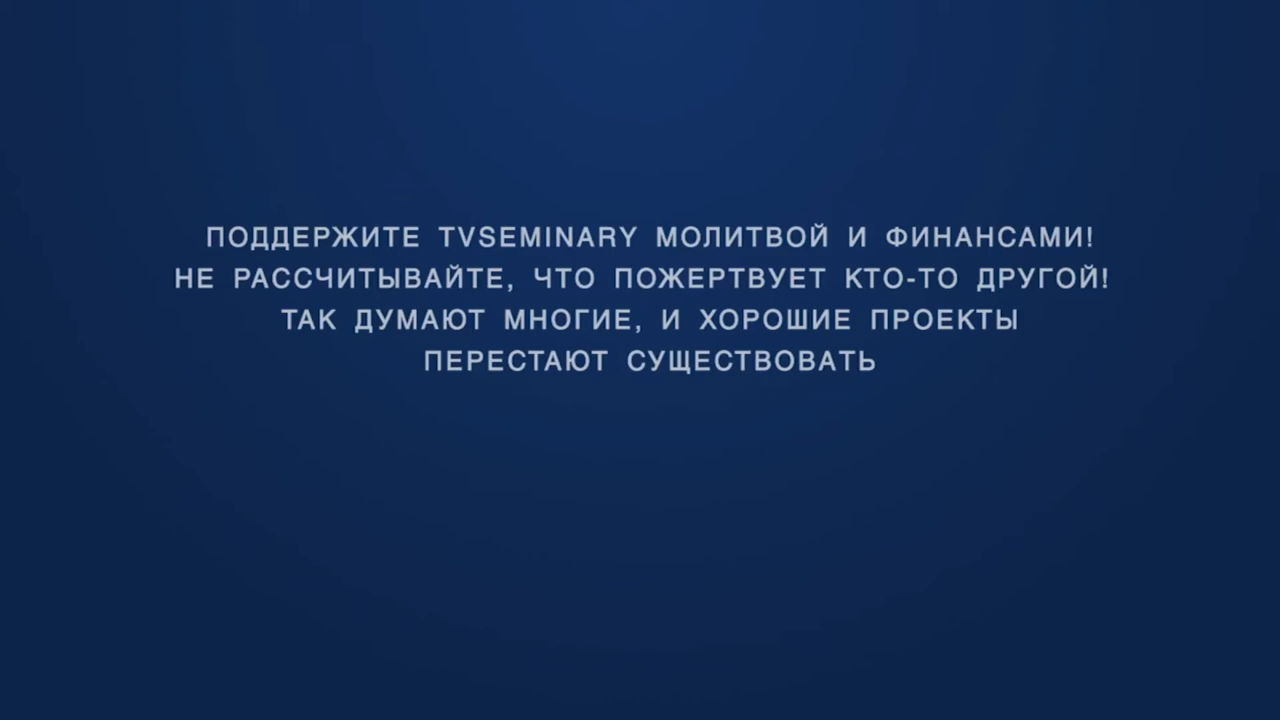 ПОДДЕРЖИТЕ TVSEMINARY МОЛИТВОЙ И ФИНАНСАМИ!
НЕ РАССЧИТЫВАЙТЕ, ЧТО ПОЖЕРТВУЕТ КТО-ТО ДРУГОЙ!
ТАК ДУМАЮТ МНОГИЕ, И ХОРОШИЕ ПРОЕКТЫ
ПЕРЕСТАЮТ СУЩЕСТВОВАТЬ